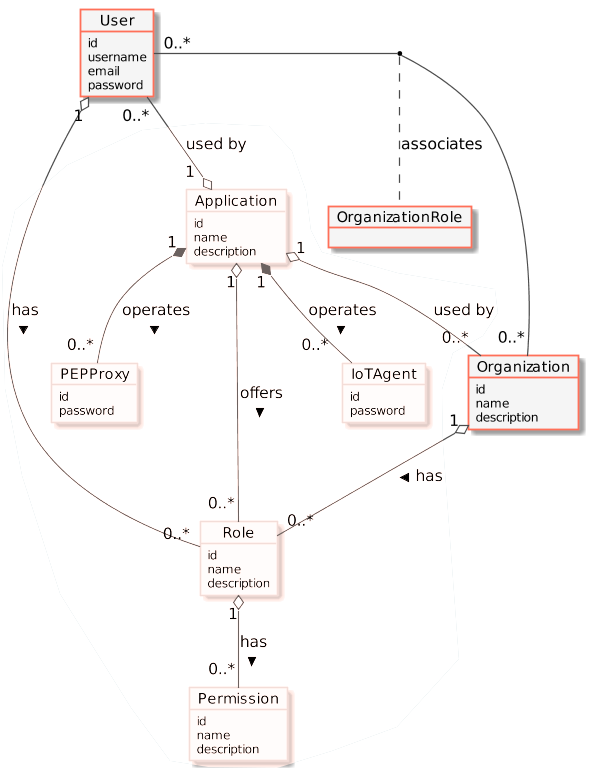 User
id
username
email
password
0..*
1
0..*
used by
associates
1
Application
id
name
description
OrganizationRole
1
1
1
1
has
operates
operates
used by
0..*
0..*
0..*
0..*
PEPProxy
id
password
IoTAgent
id
password
Organization
id
name
description
offers
1
has
0..*
0..*
0..*
Role
id
name
description
1
has
0..*
Permission
id
name
description